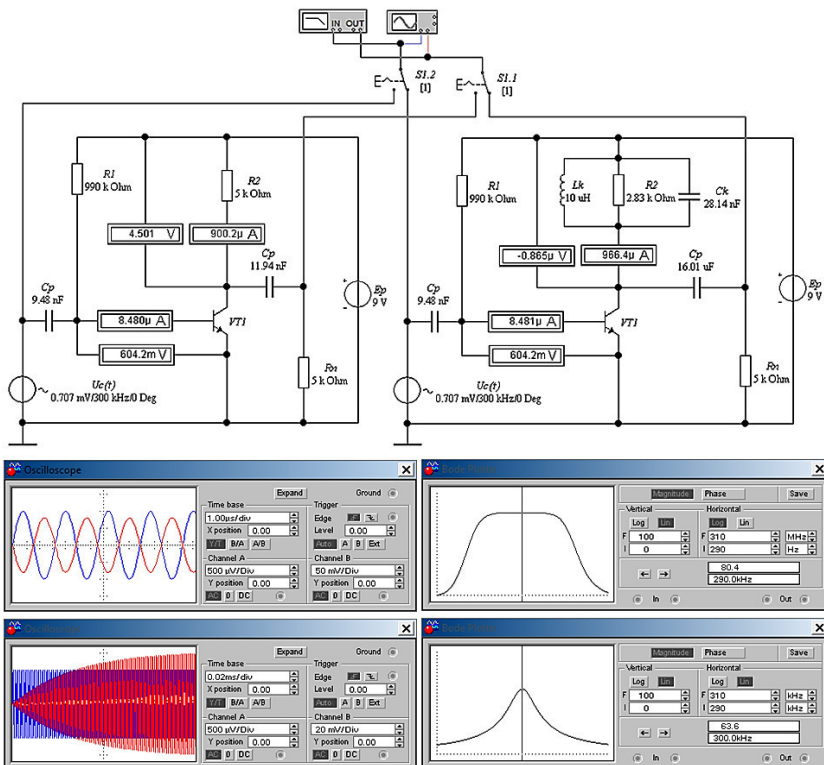 IN OUT
S1.2
[1]
S1.1
[1]
R1
990 k Ohm
R2
5 k Ohm
4.501 V
900.2µ A
Cp
11.94 nF
Cp
9.48 nF
8.480µ A
VT1
604.2m V
Ep
9 V
Rn
5 k Ohm
Uc(t)
0.707 mV/300 kHz/0 Deg
R1
990 k Ohm
Lk
10 uH
R2
2.83 k Ohm
Ck
28.14 nF
-0.865µ V
966.4µ A
Cp
16.01 uF
Cp
9.48 nF
8.481µ A
VT1
604.2m V
Ep
9 V
Rn
5 k Ohm
Uc(t)
0.707 mV/300 kHz/0 Deg
Oscilloscope
Expand
Ground
Time base
1.00µs/div
X position 0.00
Y/T B/A A/B
Trigger
Edge
Level 0.00
Auto A B Ext
Channel A
500 µV/Div
Y position 0.00
AC 0 DC
Channel B
50 mV/Div
Y position 0.00
AC 0 DC
Bode Plotter
Magnitude Phase Save
Vertical
Log Lin
F 100
I 0
Horizontal
Log Lin
F 310 MHz
I 290 Hz
80.4
290.0kHz
In Out
Oscilloscope
Expand
Ground
Time base
0.02ms/div
X position 0.00
Y/T B/A A/B
Trigger
Edge
Level 0.00
Auto A B Ext
Channel A
500 µV/Div
Y position 0.00
AC 0 DC
Channel B
20 mV/Div
Y position 0.00
AC 0 DC
Bode Plotter
Magnitude Phase Save
Vertical
Log Lin
F 100
I 0
Horizontal
Log Lin
F 310 kHz
I 290 kHz
63.6
300.0kHz
In Out